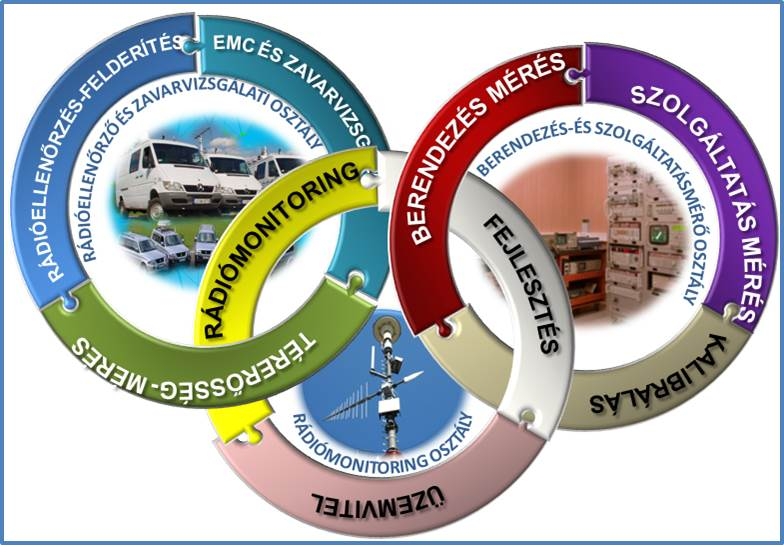 RÁDIÓELLENŐRZÉS-FELDERÍTÉS
EMC ÉS ZAVARVIZSG
TÉRERŐSSÉG- MÉRÉS
RÁDIÓELLENŐRZŐ ÉS ZAVARVIZSGÁLATI OSZTÁLY
BERENDEZÉS MÉRÉS
SZOLGÁLTATÁS MÉRÉS
KALIBRÁLÁS
BERENDEZÉS-ÉS SZOLGÁLTATÁSMÉRŐ OSZTÁLY
RÁDIÓMONITORING
FEJLESZTÉS
ÜZEMVITEL
RÁDIÓMONITORING OSZTÁLY